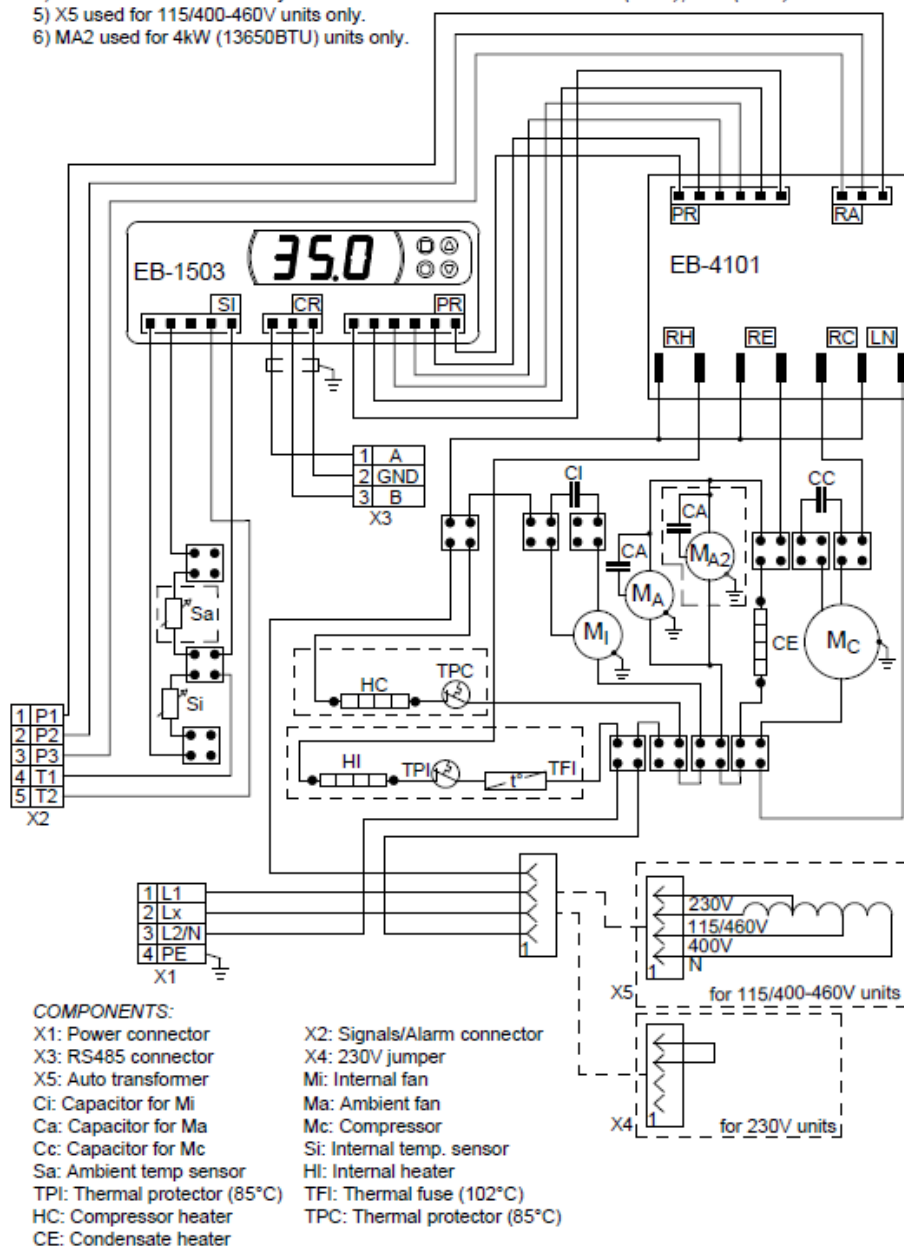 5) X5 used for 115/400-460V units only.
6) MA2 used for 4kW (13650BTU) units only.
PR
RA
EB-4101
EB-1503
35.0
SI
CR
PR
RH
RE
RC
LN
1 A
2 GND
3 B
X3
CI
CC
CA
CA
MA2
MA
MI
CE
MC
Sa
Si
TPC
HC
HI
TPI
t°
TFI
1 P1
2 P2
3 P3
4 T1
5 T2
X2
1 L1
2 Lx
3 L2/N
4 PE
X1
1
230V
115/460V
400V
N
1
X5
for 115/400-460V units
1
X4
for 230V units
COMPONENTS:
X1: Power connector
X2: Signals/Alarm connector
X3: RS485 connector
X4: 230V jumper
X5: Auto transformer
Mi: Internal fan
Ci: Capacitor for Mi
Ma: Ambient fan
Ca: Capacitor for Ma
Mc: Compressor
Cc: Capacitor for Mc
Si: Internal temp. sensor
Sa: Ambient temp sensor
HI: Internal heater
TPI: Thermal protector (85°C)
TFI: Thermal fuse (102°C)
HC: Compressor heater
TPC: Thermal protector (85°C)
CE: Condensate heater